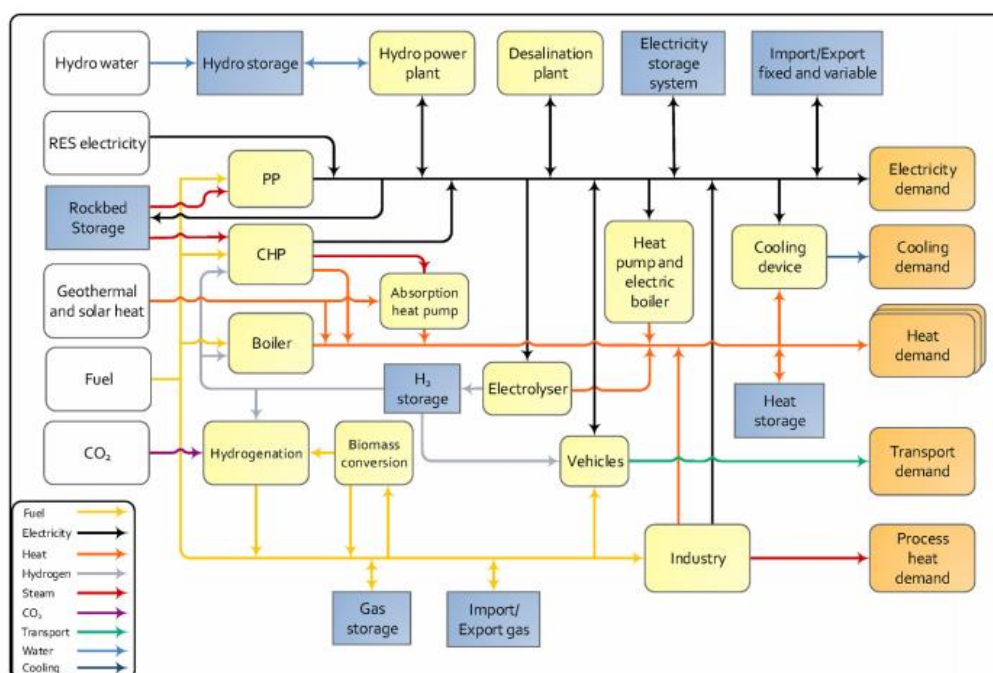 Hydro water
Hydro storage
Hydro power
plant
Desalination
plant
Electricity
storage
system
Import/Export
fixed and variable
RES electricity
PP
Electricity
demand
Rockbed
Storage
CHP
Heat
pump and
electric
boiler
Cooling
device
Cooling
demand
Geothermal
and solar heat
Absorption
heat pump
Boiler
Heat
demand
Fuel
H₂
storage
Electrolyser
Heat
storage
CO₂
Hydrogenation
Biomass
conversion
Vehicles
Transport
demand
Industry
Process
heat
demand
Gas
storage
Import/
Export gas
Fuel
Electricity
Heat
Hydrogen
Steam
CO₂
Transport
Water
Cooling